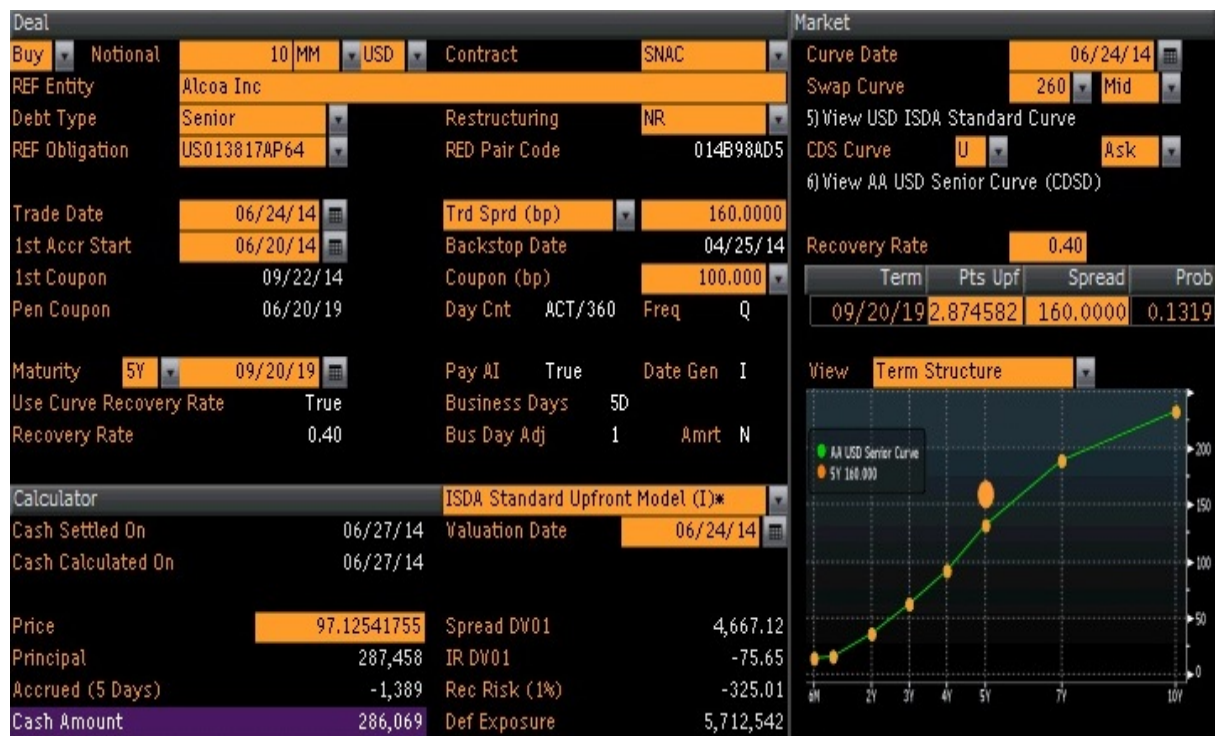 Deal
Buy Notional 10 MM USD Contract SNAC
REF Entity Alcoa Inc
Debt Type Senior Restructuring NR
REF Obligation US013817AP64 RED Pair Code 014B98AD5
Trade Date 06/24/14 Trd Sprd (bp) 160.0000
1st Accr Start 06/20/14 Backstop Date 04/25/14
1st Coupon 09/22/14 Coupon (bp) 100.000
Pen Coupon 06/20/19 Day Cnt ACT/360 Freq Q
Maturity 5Y 09/20/19 Pay AI True Date Gen I
Use Curve Recovery Rate True Business Days 5D
Recovery Rate 0.40 Bus Day Adj 1 Amrt N
Market
Curve Date 06/24/14
Swap Curve 260 Mid
5) View USD ISDA Standard Curve
CDS Curve U Ask
6) View AA USD Senior Curve (CDSD)
Recovery Rate 0.40
Term Pts Upf Spread Prob
09/20/19 2.874582 160.0000 0.1319
View Term Structure
AA USD Senior Curve
5Y 160.000
200
150
100
50
0
6M 2Y 3Y 4Y 5Y 7Y 10Y
Calculator ISDA Standard Upfront Model (I)*
Cash Settled On 06/27/14 Valuation Date 06/24/14
Cash Calculated On 06/27/14
Price 97.12541755 Spread DV01 4,667.12
Principal 287,458 IR DV01 -75.65
Accrued (5 Days) -1,389 Rec Risk (1%) -325.01
Cash Amount 286,069 Def Exposure 5,712,542